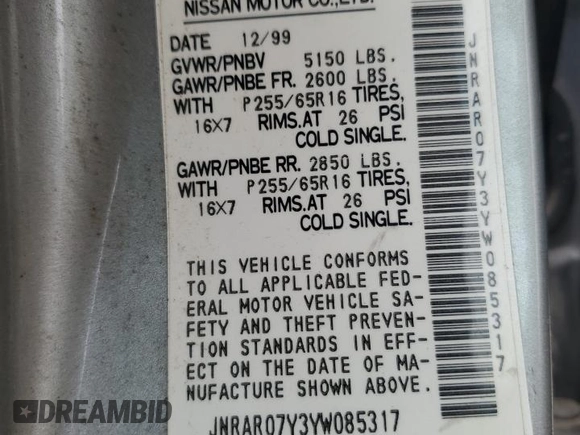 NISSAN MOTOR CO.,LTD.
DATE 12/99
GVWR/PNBV 5150 LBS.
GAWR/PNBE FR. 2600 LBS.
WITH P255/65R16 TIRES,
16X7 RIMS.AT 26 PSI
COLD SINGLE.
GAWR/PNBE RR. 2850 LBS.
WITH P255/65R16 TIRES,
16X7 RIMS.AT 26 PSI
COLD SINGLE.
THIS VEHICLE CONFORMS
TO ALL APPLICABLE FED-
ERAL MOTOR VEHICLE SA-
FETY AND THEFT PREVEN-
TION STANDARDS IN EFF-
ECT ON THE DATE OF MA-
NUFACTURE SHOWN ABOVE.
JNRAR07Y3YW085317
JNRAR07Y3YW085317
DREAMBID